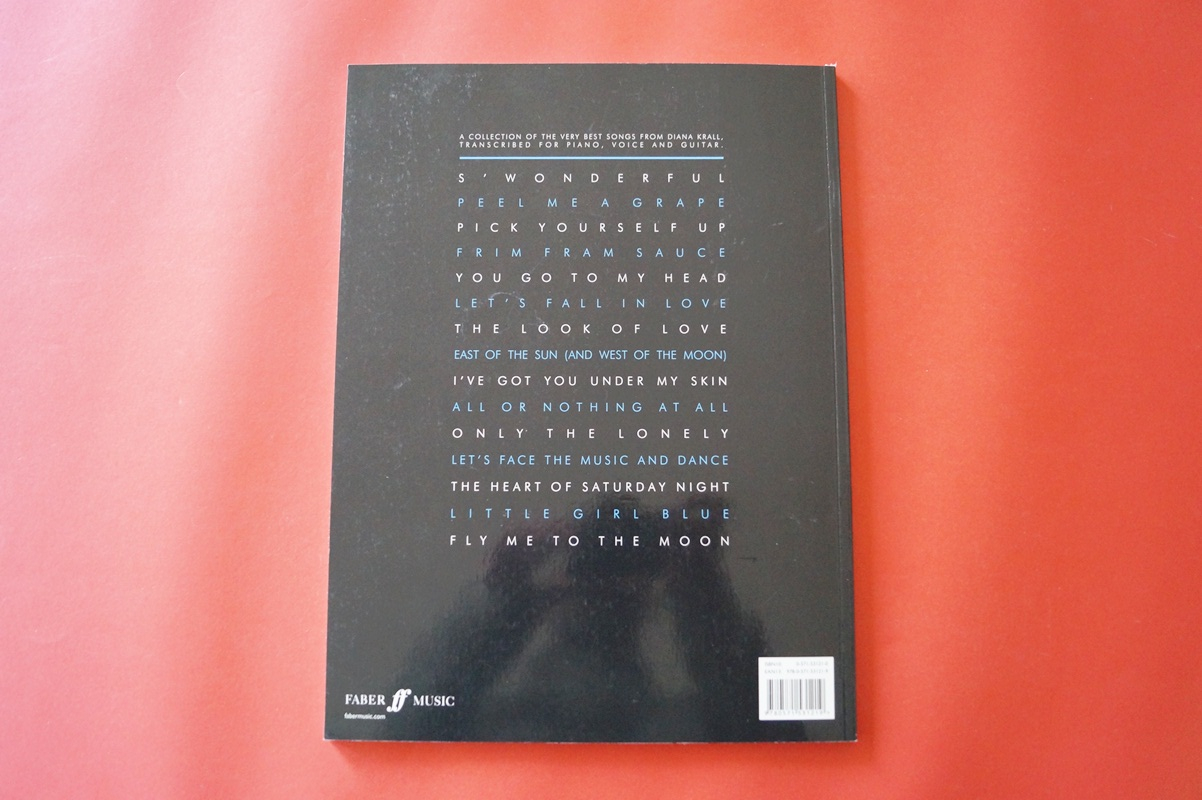 A COLLECTION OF THE VERY BEST SONGS FROM DIANA KRALL,
TRANSCRIBED FOR PIANO, VOICE AND GUITAR.
S'WONDERFUL
PEEL ME A GRAPE
PICK YOURSELF UP
FRIM FRAM SAUCE
YOU GO TO MY HEAD
LET'S FALL IN LOVE
THE LOOK OF LOVE
EAST OF THE SUN (AND WEST OF THE MOON)
I'VE GOT YOU UNDER MY SKIN
ALL OR NOTHING AT ALL
ONLY THE LONELY
LET'S FACE THE MUSIC AND DANCE
THE HEART OF SATURDAY NIGHT
LITTLE GIRL BLUE
FLY ME TO THE MOON
FABER ff MUSIC
fabermusic.com